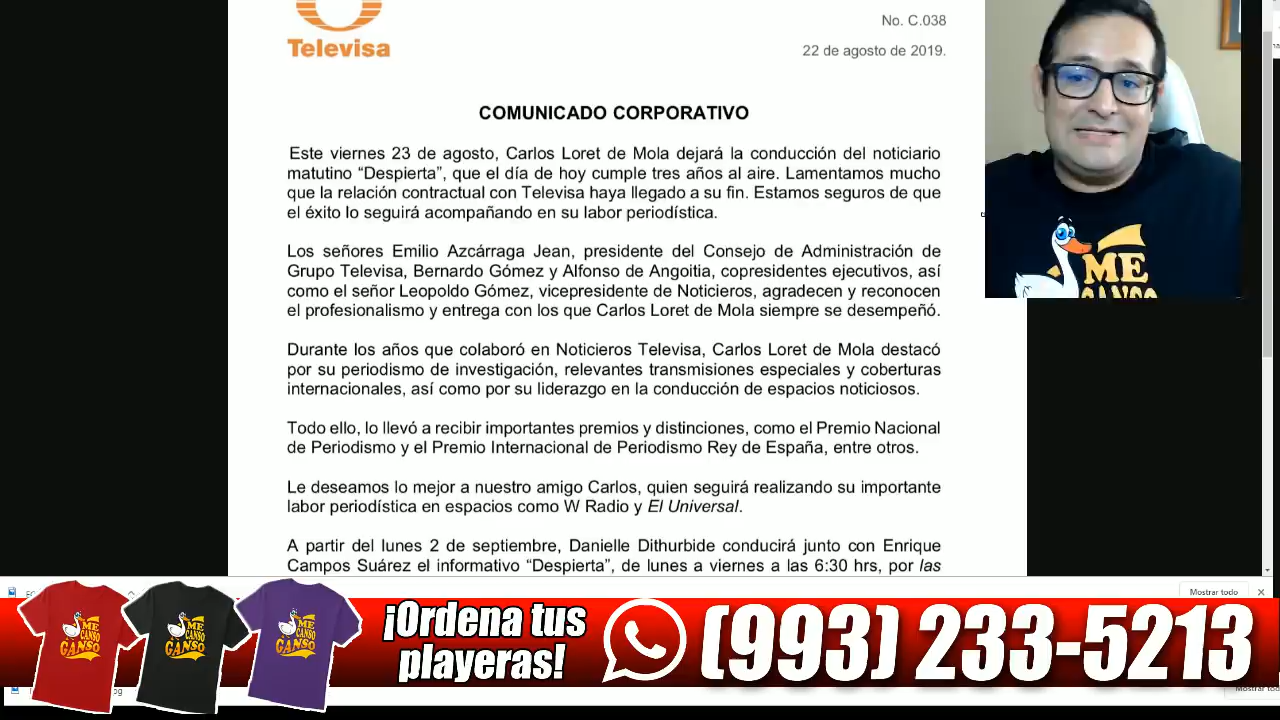 Televisa
No. C.038
22 de agosto de 2019.
COMUNICADO CORPORATIVO
Este viernes 23 de agosto, Carlos Loret de Mola dejará la conducción del noticiario
matutino “Despierta”, que el día de hoy cumple tres años al aire. Lamentamos mucho
que la relación contractual con Televisa haya llegado a su fin. Estamos seguros de que
el éxito lo seguirá acompañando en su labor periodística.
Los señores Emilio Azcárraga Jean, presidente del Consejo de Administración de
Grupo Televisa, Bernardo Gómez y Alfonso de Angoitia, copresidentes ejecutivos, así
como el señor Leopoldo Gómez, vicepresidente de Noticieros, agradecen y reconocen
el profesionalismo y entrega con los que Carlos Loret de Mola siempre se desempeñó.
Durante los años que colaboró en Noticieros Televisa, Carlos Loret de Mola destacó
por su periodismo de investigación, relevantes transmisiones especiales y coberturas
internacionales, así como por su liderazgo en la conducción de espacios noticiosos.
Todo ello, lo llevó a recibir importantes premios y distinciones, como el Premio Nacional
de Periodismo y el Premio Internacional de Periodismo Rey de España, entre otros.
Le deseamos lo mejor a nuestro amigo Carlos, quien seguirá realizando su importante
labor periodística en espacios como W Radio y El Universal.
A partir del lunes 2 de septiembre, Danielle Dithurbide conducirá junto con Enrique
Campos Suárez el informativo “Despierta”, de lunes a viernes a las 6:30 hrs, por las
ME
GANSO
Mostrar todo
ME
CANSO
GANSO
ME
CANSO
GANSO
ME
CANSO
GANSO
¡Ordena tus
playeras!
(993) 233-5213
Mostrar todo